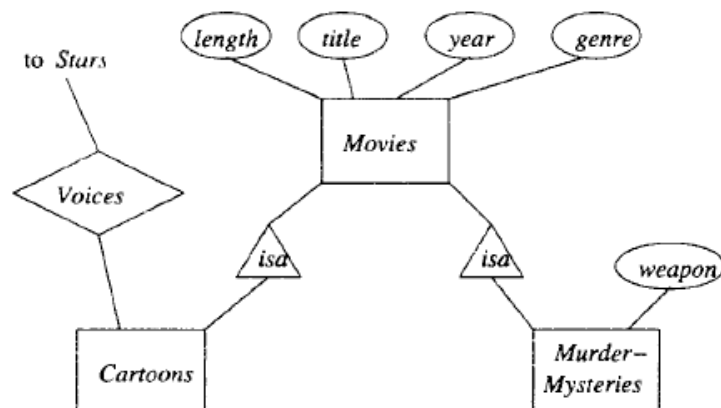 length
title
year
genre
to Stars
Movies
Voices
isa
isa
weapon
Cartoons
Murder-
Mysteries